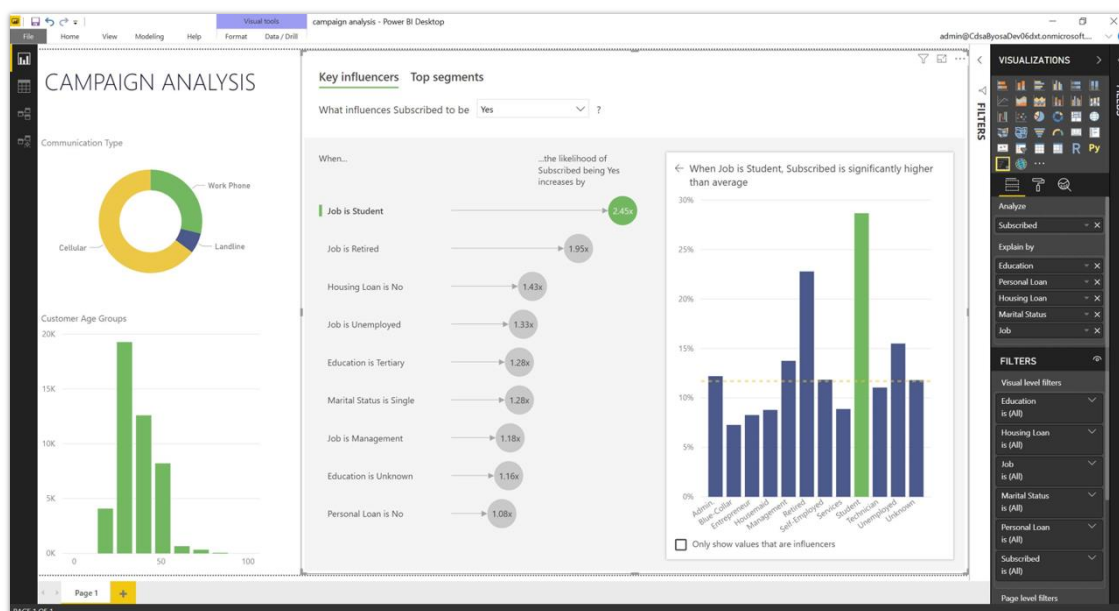 Visual tools
campaign analysis - Power BI Desktop
File Home View Modeling Help Format Data / Drill
CAMPAIGN ANALYSIS
Communication Type
Work Phone
Cellular
Landline
Customer Age Groups
20K
15K
10K
5K
0K
0 50 100
Key influencers Top segments
What influences Subscribed to be Yes ?
When...
...the likelihood of
Subscribed being Yes
increases by
Job is Student 2.45x
Job is Retired 1.95x
Housing Loan is No 1.43x
Job is Unemployed 1.33x
Education is Tertiary 1.28x
Marital Status is Single 1.28x
Job is Management 1.18x
Education is Unknown 1.16x
Personal Loan is No 1.08x
When Job is Student, Subscribed is significantly higher
than average
30%
25%
20%
15%
10%
5%
0%
Admin.
Blue-Collar
Entrepreneur
Housemaid
Management
Retired
Self-Employed
Services
Student
Technician
Unemployed
Unknown
Only show values that are influencers
FILTERS
VISUALIZATIONS
R Py
Analyze
Subscribed
Explain by
Education
Personal Loan
Housing Loan
Marital Status
Job
FILTERS
Visual level filters
Education
is (All)
Housing Loan
is (All)
Job
is (All)
Marital Status
is (All)
Personal Loan
is (All)
Subscribed
is (All)
Page level filters
Page 1
PAGE 1 OF 1